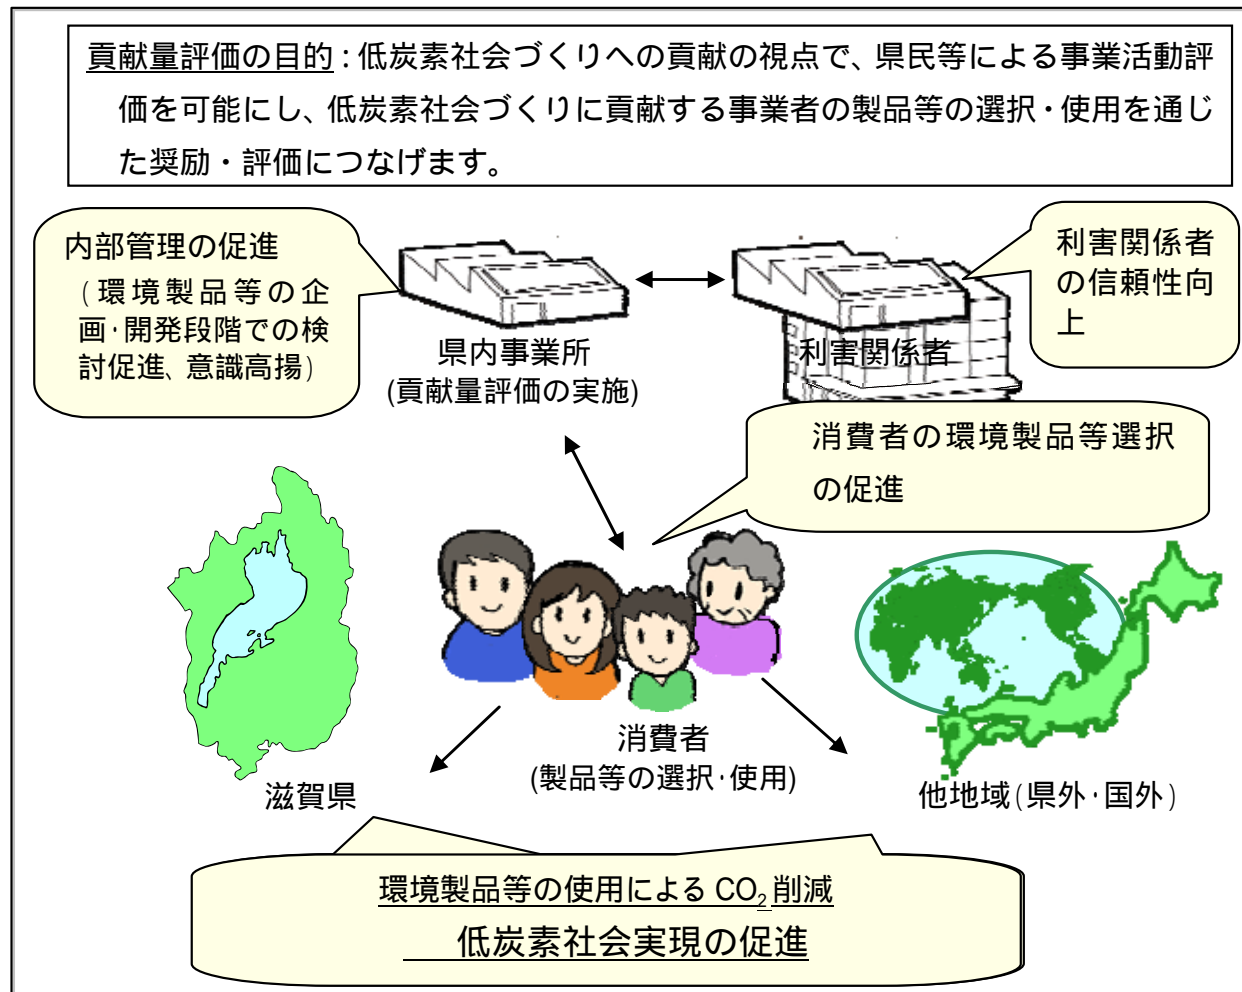 貢献量評価の目的：低炭素社会づくりへの貢献の視点で、県民等による事業活動評
価を可能にし、低炭素社会づくりに貢献する事業者の製品等の選択・使用を通じ
た奨励・評価につなげます。
内部管理の促進
(環境製品等の企
画・開発段階での検
討促進、意識高揚)
利害関係者
の信頼性向
上
県内事業所
(貢献量評価の実施)
利害関係者
消費者の環境製品等選択
の促進
消費者
(製品等の選択・使用)
滋賀県
他地域(県外・国外)
環境製品等の使用による CO₂削減
低炭素社会実現の促進